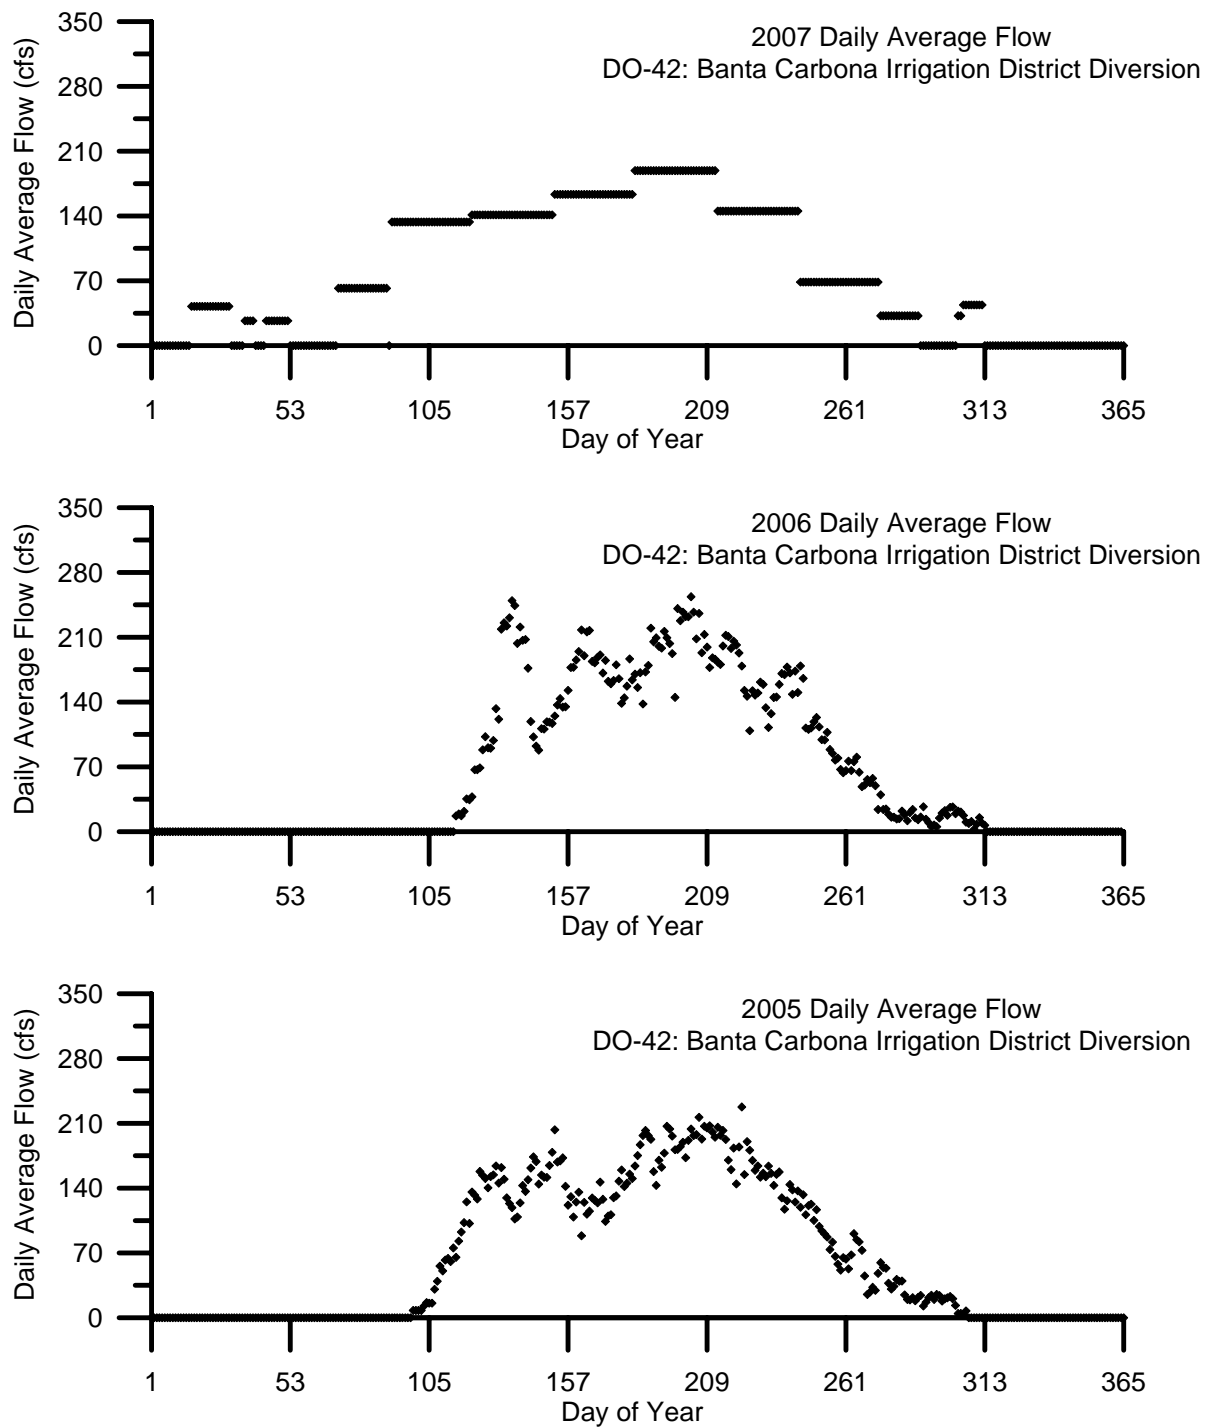 2007 Daily Average Flow
DO-42: Banta Carbona Irrigation District Diversion
Daily Average Flow (cfs)
350
280
210
140
70
0
1 53 105 157 209 261 313 365
Day of Year
2006 Daily Average Flow
DO-42: Banta Carbona Irrigation District Diversion
Daily Average Flow (cfs)
350
280
210
140
70
0
1 53 105 157 209 261 313 365
Day of Year
2005 Daily Average Flow
DO-42: Banta Carbona Irrigation District Diversion
Daily Average Flow (cfs)
350
280
210
140
70
0
1 53 105 157 209 261 313 365
Day of Year